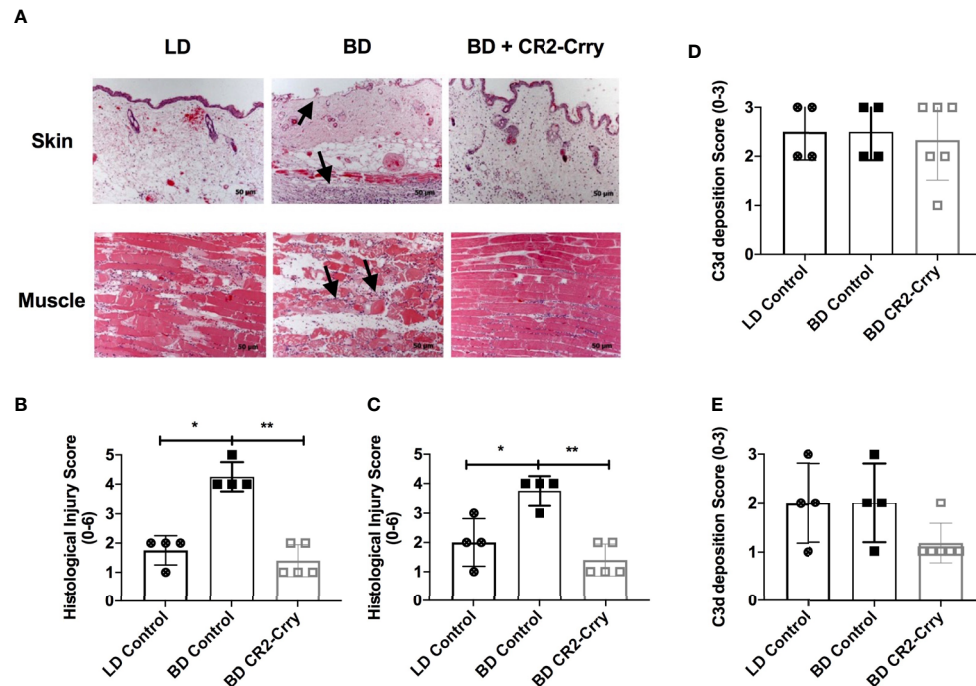 A
LD
BD
BD + CR2-Crry
Skin
50 µm
50 µm
50 µm
Muscle
50 µm
50 µm
50 µm
B
Histological Injury Score
(0-6)
5
4
3
2
1
0
*
**
LD Control
BD Control
BD CR2-Crry
C
Histological Injury Score
(0-6)
5
4
3
2
1
0
*
**
LD Control
BD Control
BD CR2-Crry
D
C3d deposition Score (0-3)
3
2
1
0
LD Control
BD Control
BD CR2-Crry
E
C3d deposition Score (0-3)
3
2
1
0
LD Control
BD Control
BD CR2-Crry